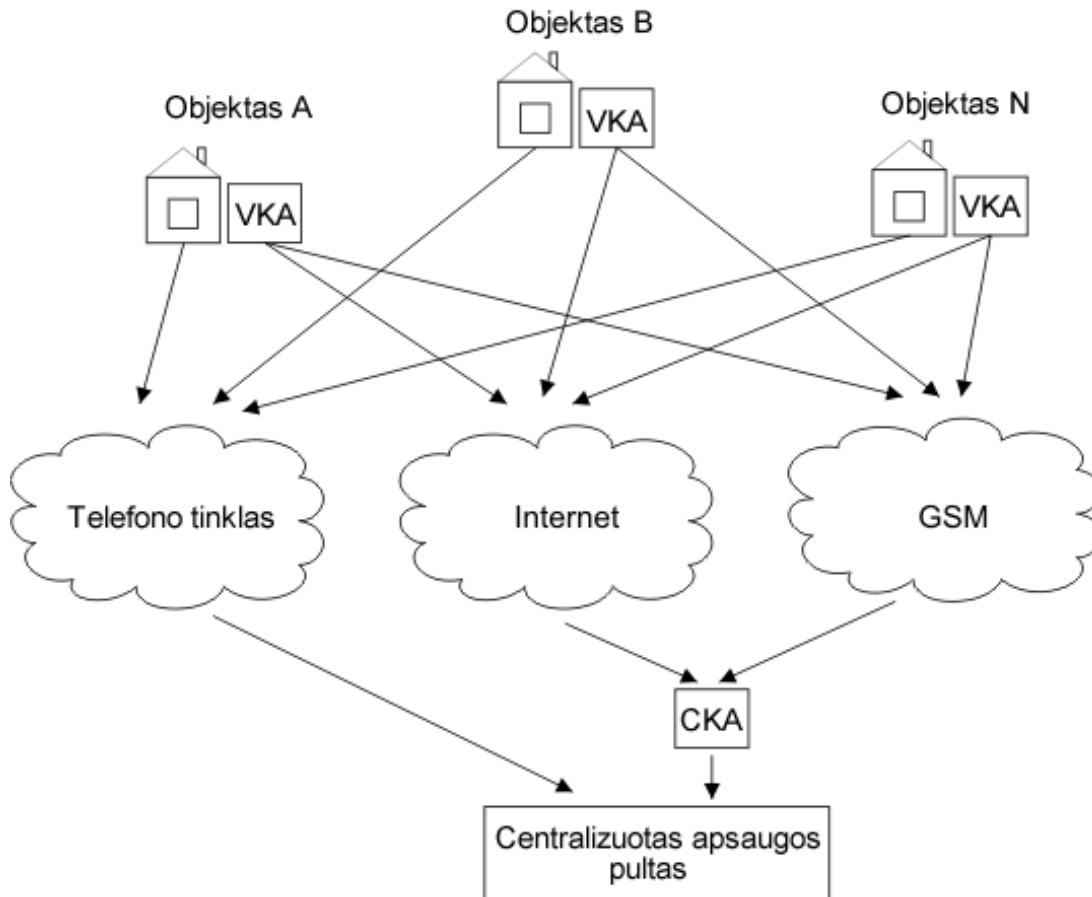 Objektas B
Objektas A
Objektas N
VKA
VKA
VKA
Telefono tinklas
Internet
GSM
CKA
Centralizuotas apsaugos
pultas